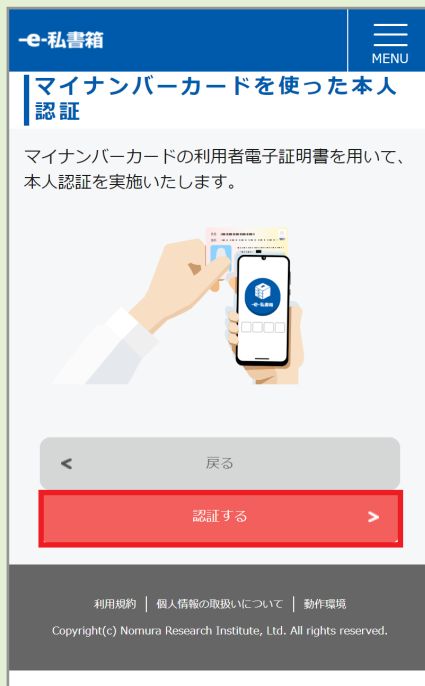 -e-私書箱
MENU
マイナンバーカードを使った本人
認証
マイナンバーカードの利用者電子証明書を用いて、
本人認証を実施いたします。
-e-私書箱
< 戻る
認証する >
利用規約 │ 個人情報の取扱いについて │ 動作環境
Copyright(c) Nomura Research Institute, Ltd. All rights reserved.